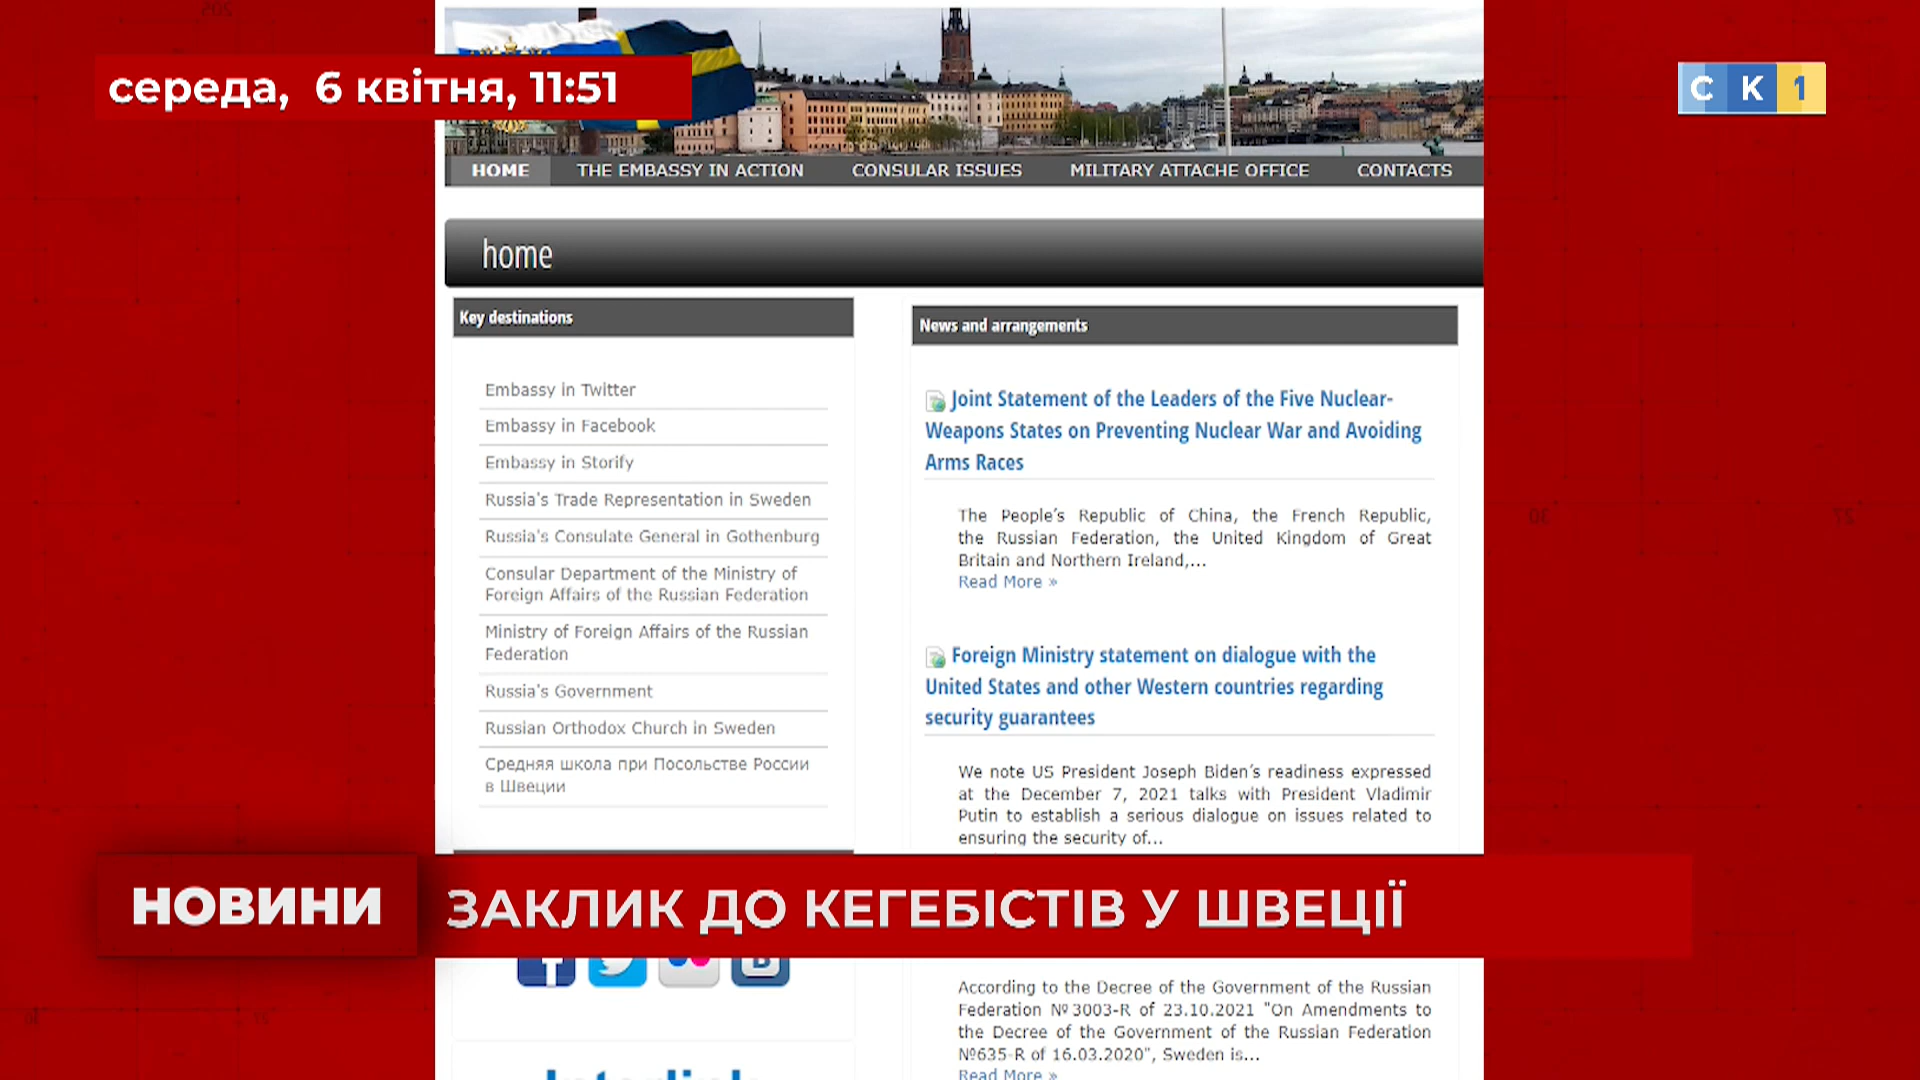 середа, 6 квітня, 11:51
СК1
HOME THE EMBASSY IN ACTION CONSULAR ISSUES MILITARY ATTACHE OFFICE CONTACTS
home
Key destinations
Embassy in Twitter
Embassy in Facebook
Embassy in Storify
Russia's Trade Representation in Sweden
Russia's Consulate General in Gothenburg
Consular Department of the Ministry of
Foreign Affairs of the Russian Federation
Ministry of Foreign Affairs of the Russian
Federation
Russia's Government
Russian Orthodox Church in Sweden
Средняя школа при Посольстве России
в Швеции
News and arrangements
Joint Statement of the Leaders of the Five Nuclear-
Weapons States on Preventing Nuclear War and Avoiding
Arms Races
The People's Republic of China, the French Republic,
the Russian Federation, the United Kingdom of Great
Britain and Northern Ireland,...
Read More »
Foreign Ministry statement on dialogue with the
United States and other Western countries regarding
security guarantees
We note US President Joseph Biden's readiness expressed
at the December 7, 2021 talks with President Vladimir
Putin to establish a serious dialogue on issues related to
ensuring the security of...
НОВИНИ
ЗАКЛИК ДО КЕГЕБІСТІВ У ШВЕЦІЇ
According to the Decree of the Government of the Russian
Federation №3003-R of 23.10.2021 "On Amendments to
the Decree of the Government of the Russian Federation
№635-R of 16.03.2020", Sweden is...
Read More »